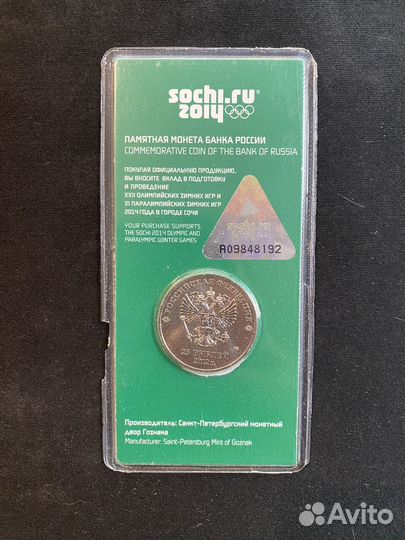 sochi.ru
2014
ПАМЯТНАЯ МОНЕТА БАНКА РОССИИ
COMMEMORATIVE COIN OF THE BANK OF RUSSIA
ПОКУПАЯ ОФИЦИАЛЬНУЮ ПРОДУКЦИЮ,
ВЫ ВНОСИТЕ ВКЛАД В ПОДГОТОВКУ
И ПРОВЕДЕНИЕ
XXII ОЛИМПИЙСКИХ ЗИМНИХ ИГР И
XI ПАРАЛИМПИЙСКИХ ЗИМНИХ ИГР
2014 ГОДА В ГОРОДЕ СОЧИ
YOUR PURCHASE SUPPORTS
THE SOCHI 2014 OLYMPIC AND
PARALYMPIC WINTER GAMES
A09848192
РОССИЙСКАЯ ФЕДЕРАЦИЯ
25 РУБЛЕЙ
Производитель: Санкт-Петербургский монетный
двор Гознака
Manufacturer: Saint-Petersburg Mint of Goznak
Avito